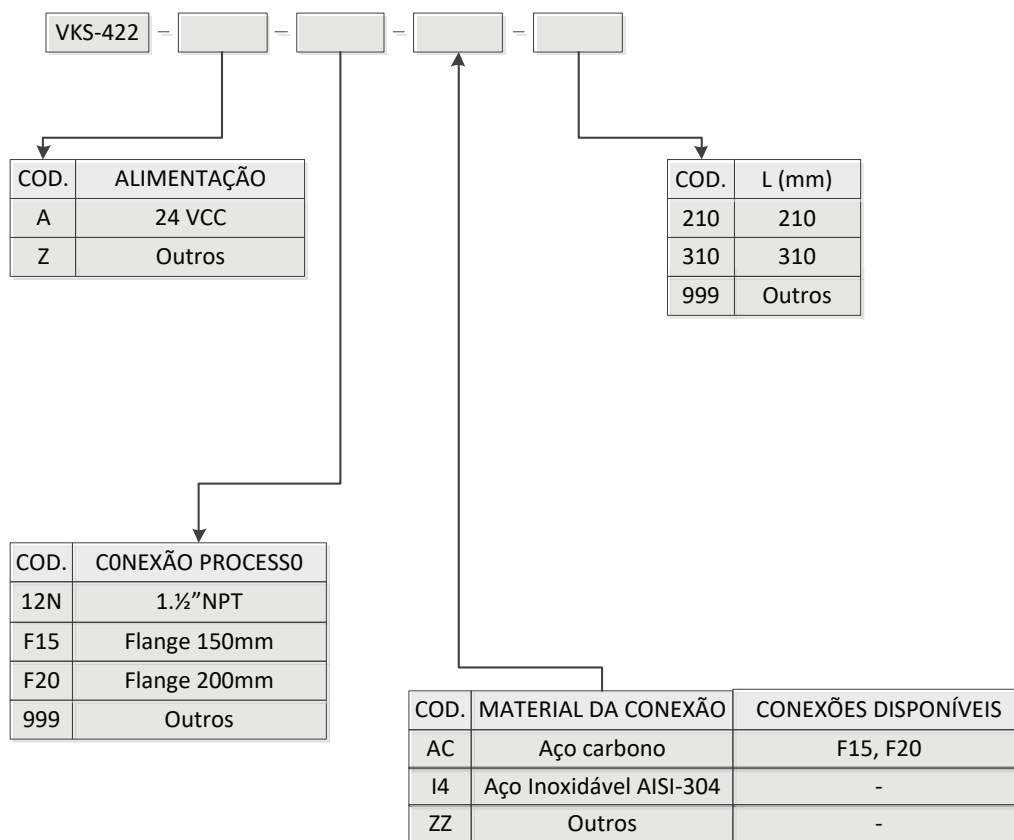 VKS-422 - - - -
COD. ALIMENTAÇÃO
A 24 VCC
Z Outros
COD. L (mm)
210 210
310 310
999 Outros
COD. C0NEXÃO PROCESS0
12N 1.½”NPT
F15 Flange 150mm
F20 Flange 200mm
999 Outros
COD. MATERIAL DA CONEXÃO CONEXÕES DISPONÍVEIS
AC Aço carbono F15, F20
I4 Aço Inoxidável AISI-304 -
ZZ Outros -